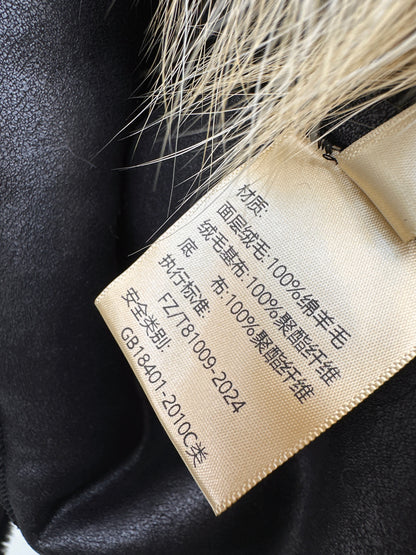 材质:
面层绒毛:100%绵羊毛
绒毛基布:100%聚酯纤维
底 布:100%聚酯纤维
执行标准:
FZ/T81009-2024
安全类别:
GB18401-2010C类